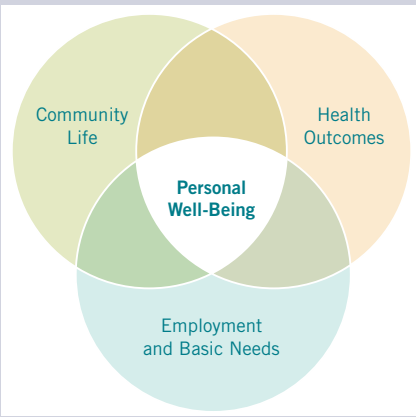 Community
Life
Health
Outcomes
Personal
Well-Being
Employment
and Basic Needs